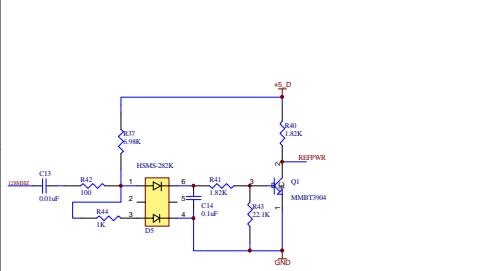 +5_D
R37
6.98K
R40
1.82K
REFPWR
2
HSMS-282K
C13
0.01uF
128MHZ
R42
100
1
6
R41
1.82K
3
Q1
MMBT3904
2
5
C14
0.1uF
R43
22.1K
1
R44
1K
3
4
D5
GND